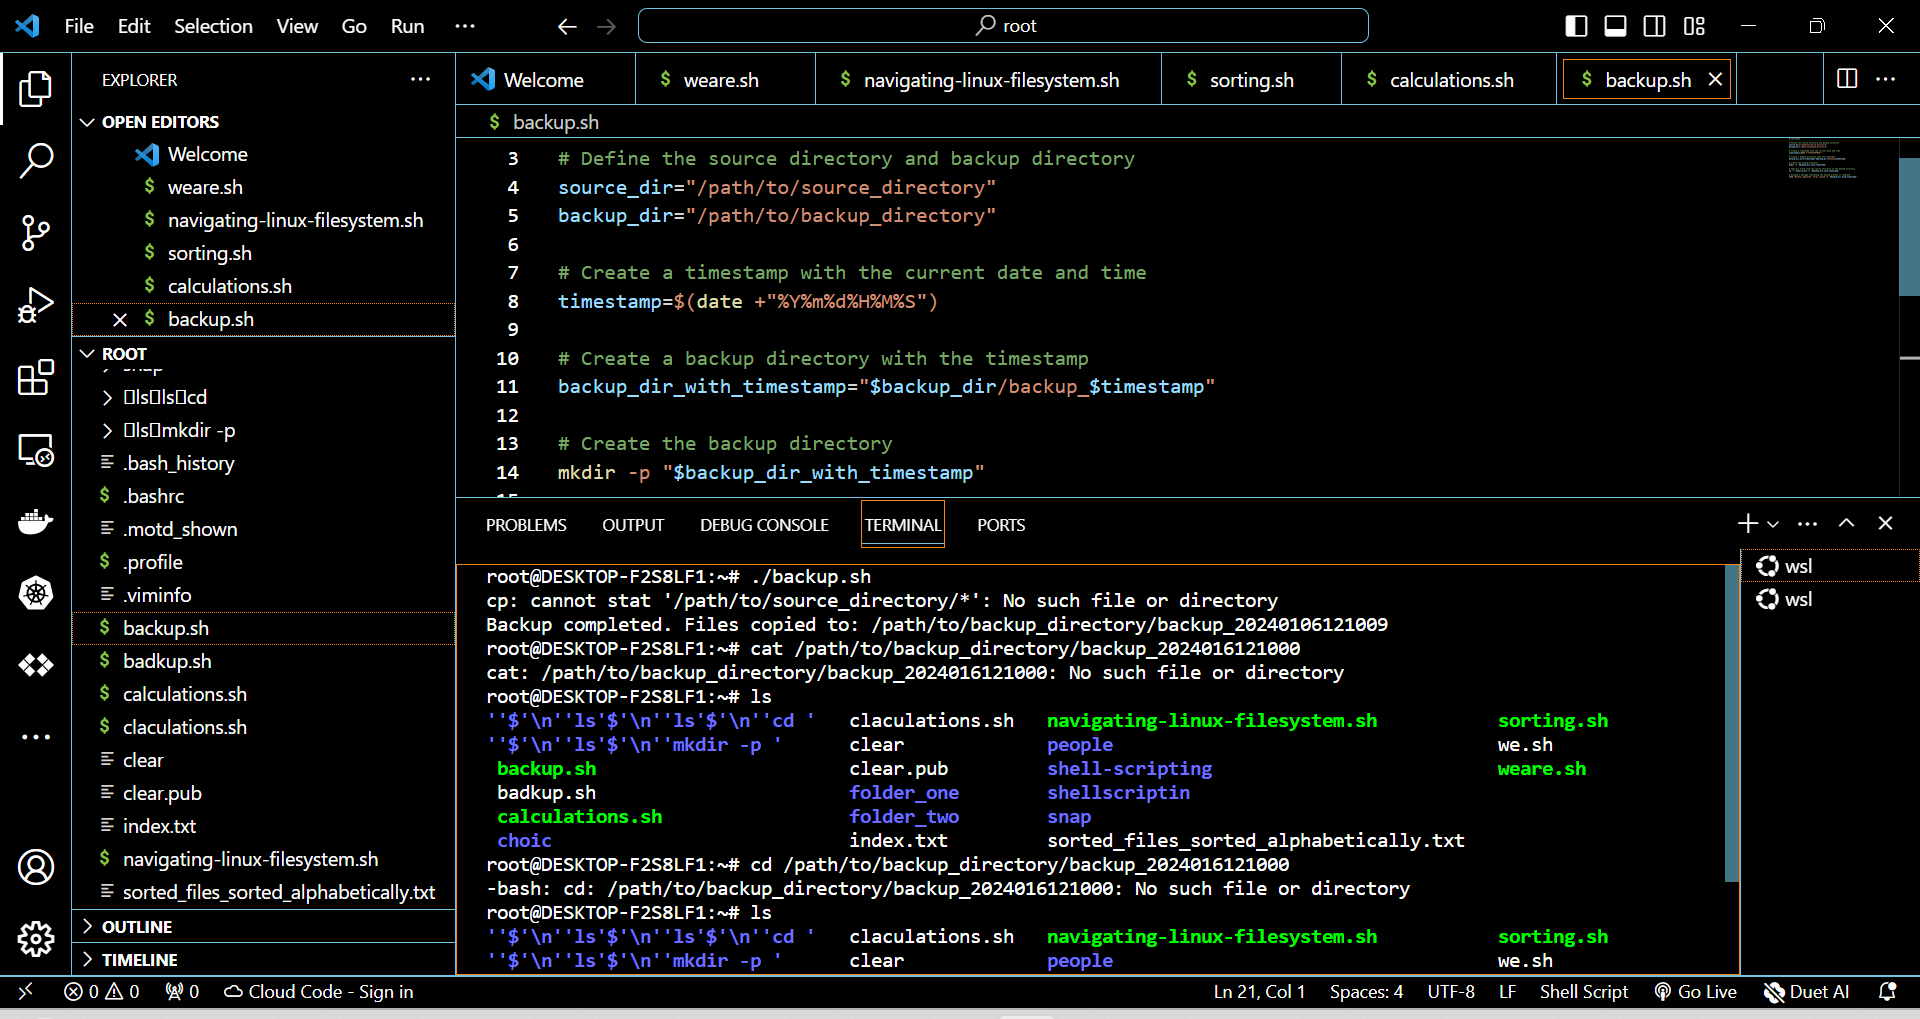 File Edit Selection View Go Run ···
root
EXPLORER
OPEN EDITORS
Welcome
$ weare.sh
$ navigating-linux-filesystem.sh
$ sorting.sh
$ calculations.sh
$ backup.sh
ROOT
snap
lslscd
lsmkdir -p
.bash_history
$ .bashrc
.motd_shown
$ .profile
.viminfo
$ backup.sh
$ badkup.sh
$ calculations.sh
$ claculations.sh
clear
clear.pub
index.txt
$ navigating-linux-filesystem.sh
sorted_files_sorted_alphabetically.txt
OUTLINE
TIMELINE
Welcome $ weare.sh $ navigating-linux-filesystem.sh $ sorting.sh $ calculations.sh $ backup.sh
$ backup.sh
3 # Define the source directory and backup directory
4 source_dir="/path/to/source_directory"
5 backup_dir="/path/to/backup_directory"
6
7 # Create a timestamp with the current date and time
8 timestamp=$(date +"%Y%m%d%H%M%S")
9
10 # Create a backup directory with the timestamp
11 backup_dir_with_timestamp="$backup_dir/backup_$timestamp"
12
13 # Create the backup directory
14 mkdir -p "$backup_dir_with_timestamp"
15
PROBLEMS OUTPUT DEBUG CONSOLE TERMINAL PORTS
root@DESKTOP-F2S8LF1:~# ./backup.sh
cp: cannot stat '/path/to/source_directory/*': No such file or directory
Backup completed. Files copied to: /path/to/backup_directory/backup_20240106121009
root@DESKTOP-F2S8LF1:~# cat /path/to/backup_directory/backup_2024016121000
cat: /path/to/backup_directory/backup_2024016121000: No such file or directory
root@DESKTOP-F2S8LF1:~# ls
''$'\n''ls'$'\n''ls'$'\n''cd ' claculations.sh navigating-linux-filesystem.sh sorting.sh
''$'\n''ls'$'\n''mkdir -p ' clear people we.sh
backup.sh clear.pub shell-scripting weare.sh
badkup.sh folder_one shellscriptin
calculations.sh folder_two snap
choic index.txt sorted_files_sorted_alphabetically.txt
root@DESKTOP-F2S8LF1:~# cd /path/to/backup_directory/backup_2024016121000
-bash: cd: /path/to/backup_directory/backup_2024016121000: No such file or directory
root@DESKTOP-F2S8LF1:~# ls
''$'\n''ls'$'\n''ls'$'\n''cd ' claculations.sh navigating-linux-filesystem.sh sorting.sh
''$'\n''ls'$'\n''mkdir -p ' clear people we.sh
wsl
wsl
0 0 0 Cloud Code - Sign in Ln 21, Col 1 Spaces: 4 UTF-8 LF Shell Script Go Live Duet AI